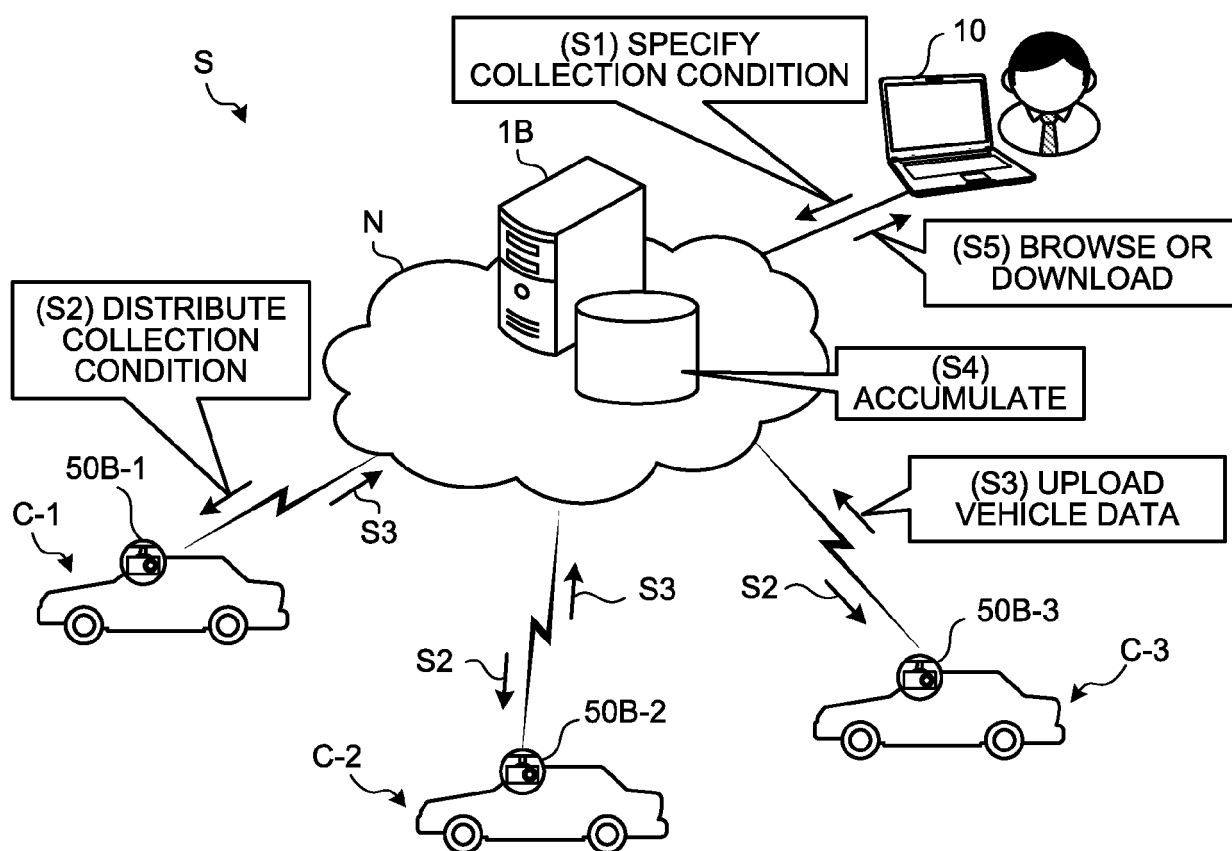 (S1) SPECIFY
COLLECTION CONDITION
10
S
1B
N
(S5) BROWSE OR
DOWNLOAD
(S2) DISTRIBUTE
COLLECTION
CONDITION
(S4)
ACCUMULATE
50B-1
S3
(S3) UPLOAD
VEHICLE DATA
C-1
S3
S2
50B-3
S2
C-3
50B-2
C-2